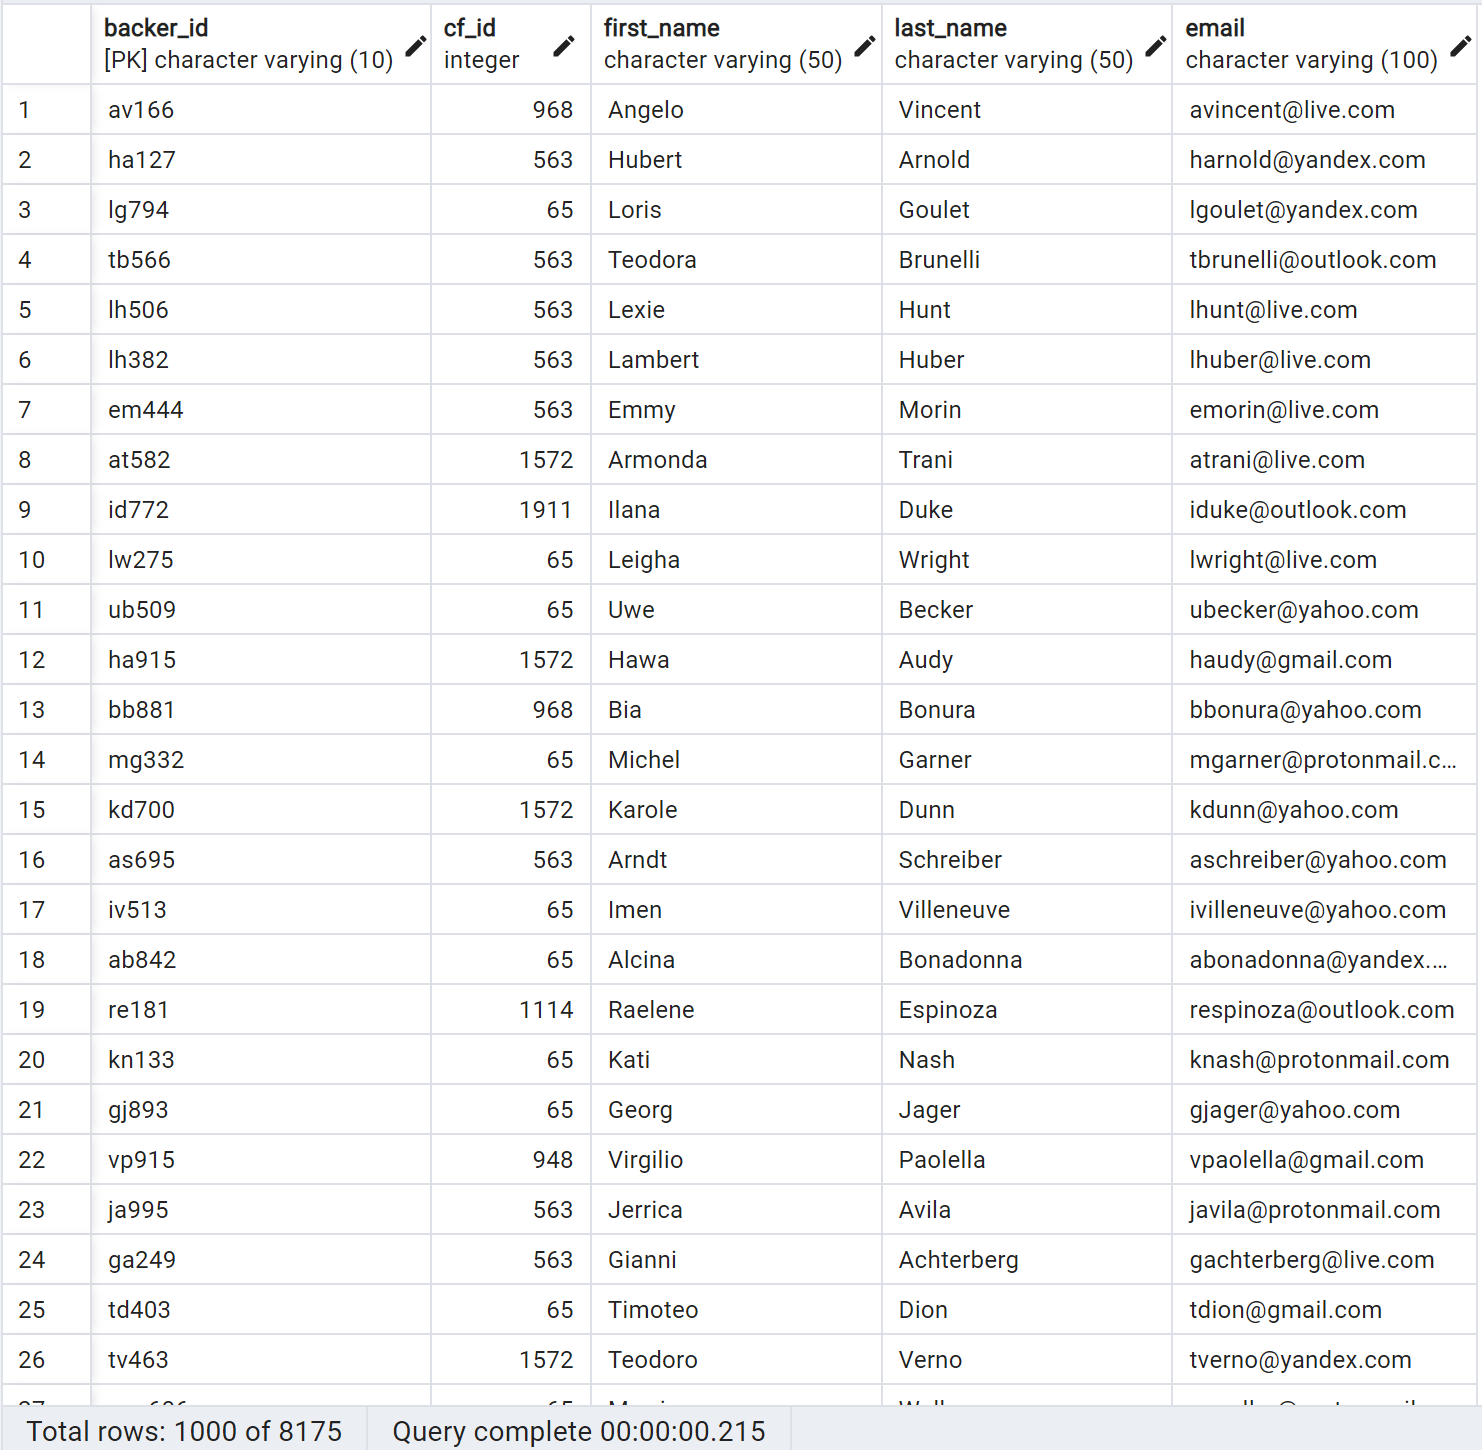 backer_id cf_id first_name last_name email
[PK] character varying (10) integer character varying (50) character varying (50) character varying (100)
1 av166 968 Angelo Vincent avincent@live.com
2 ha127 563 Hubert Arnold harnold@yandex.com
3 lg794 65 Loris Goulet lgoulet@yandex.com
4 tb566 563 Teodora Brunelli tbrunelli@outlook.com
5 lh506 563 Lexie Hunt lhunt@live.com
6 lh382 563 Lambert Huber lhuber@live.com
7 em444 563 Emmy Morin emorin@live.com
8 at582 1572 Armonda Trani atrani@live.com
9 id772 1911 Ilana Duke iduke@outlook.com
10 lw275 65 Leigha Wright lwright@live.com
11 ub509 65 Uwe Becker ubecker@yahoo.com
12 ha915 1572 Hawa Audy haudy@gmail.com
13 bb881 968 Bia Bonura bbonura@yahoo.com
14 mg332 65 Michel Garner mgarner@protonmail.c...
15 kd700 1572 Karole Dunn kdunn@yahoo.com
16 as695 563 Arndt Schreiber aschreiber@yahoo.com
17 iv513 65 Imen Villeneuve ivilleneuve@yahoo.com
18 ab842 65 Alcina Bonadonna abonadonna@yandex....
19 re181 1114 Raelene Espinoza respinoza@outlook.com
20 kn133 65 Kati Nash knash@protonmail.com
21 gj893 65 Georg Jager gjager@yahoo.com
22 vp915 948 Virgilio Paolella vpaolella@gmail.com
23 ja995 563 Jerrica Avila javila@protonmail.com
24 ga249 563 Gianni Achterberg gachterberg@live.com
25 td403 65 Timoteo Dion tdion@gmail.com
26 tv463 1572 Teodoro Verno tverno@yandex.com
Total rows: 1000 of 8175 Query complete 00:00:00.215